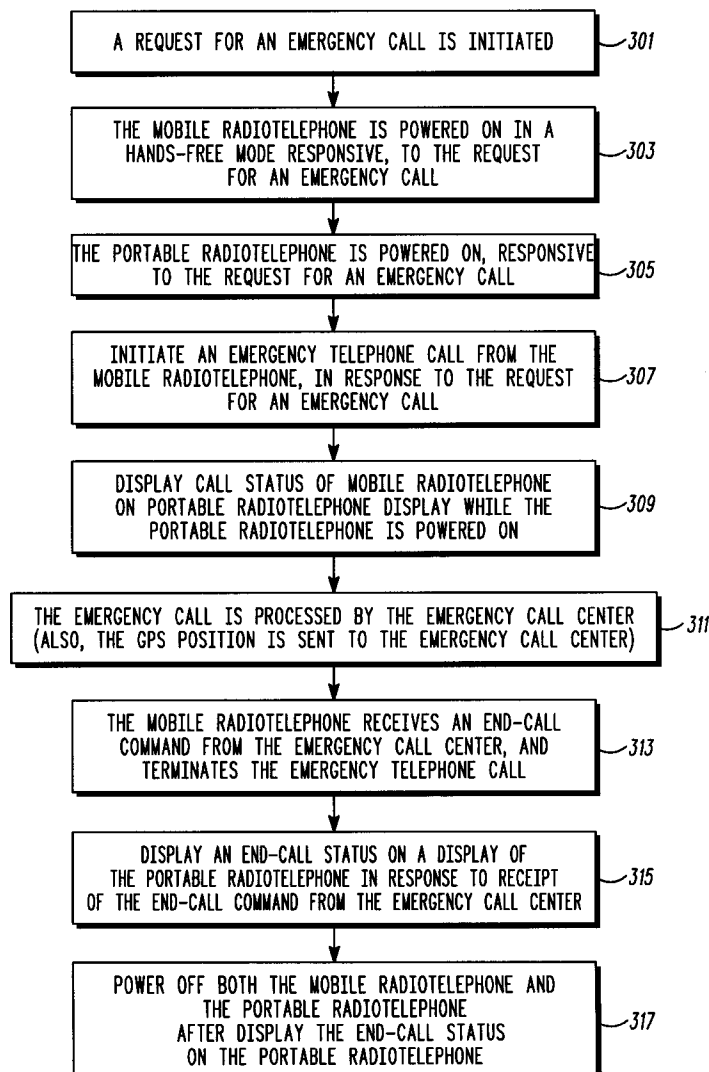 A REQUEST FOR AN EMERGENCY CALL IS INITIATED
301
THE MOBILE RADIOTELEPHONE IS POWERED ON IN A
HANDS-FREE MODE RESPONSIVE, TO THE REQUEST
FOR AN EMERGENCY CALL
303
THE PORTABLE RADIOTELEPHONE IS POWERED ON, RESPONSIVE
TO THE REQUEST FOR AN EMERGENCY CALL
305
INITIATE AN EMERGENCY TELEPHONE CALL FROM THE
MOBILE RADIOTELEPHONE, IN RESPONSE TO THE REQUEST
FOR AN EMERGENCY CALL
307
DISPLAY CALL STATUS OF MOBILE RADIOTELEPHONE
ON PORTABLE RADIOTELEPHONE DISPLAY WHILE THE
PORTABLE RADIOTELEPHONE IS POWERED ON
309
THE EMERGENCY CALL IS PROCESSED BY THE EMERGENCY CALL CENTER
(ALSO, THE GPS POSITION IS SENT TO THE EMERGENCY CALL CENTER)
311
THE MOBILE RADIOTELEPHONE RECEIVES AN END-CALL
COMMAND FROM THE EMERGENCY CALL CENTER, AND
TERMINATES THE EMERGENCY TELEPHONE CALL
313
DISPLAY AN END-CALL STATUS ON A DISPLAY OF
THE PORTABLE RADIOTELEPHONE IN RESPONSE TO RECEIPT
OF THE END-CALL COMMAND FROM THE EMERGENCY CALL CENTER
315
POWER OFF BOTH THE MOBILE RADIOTELEPHONE AND
THE PORTABLE RADIOTELEPHONE
AFTER DISPLAY THE END-CALL STATUS
ON THE PORTABLE RADIOTELEPHONE
317